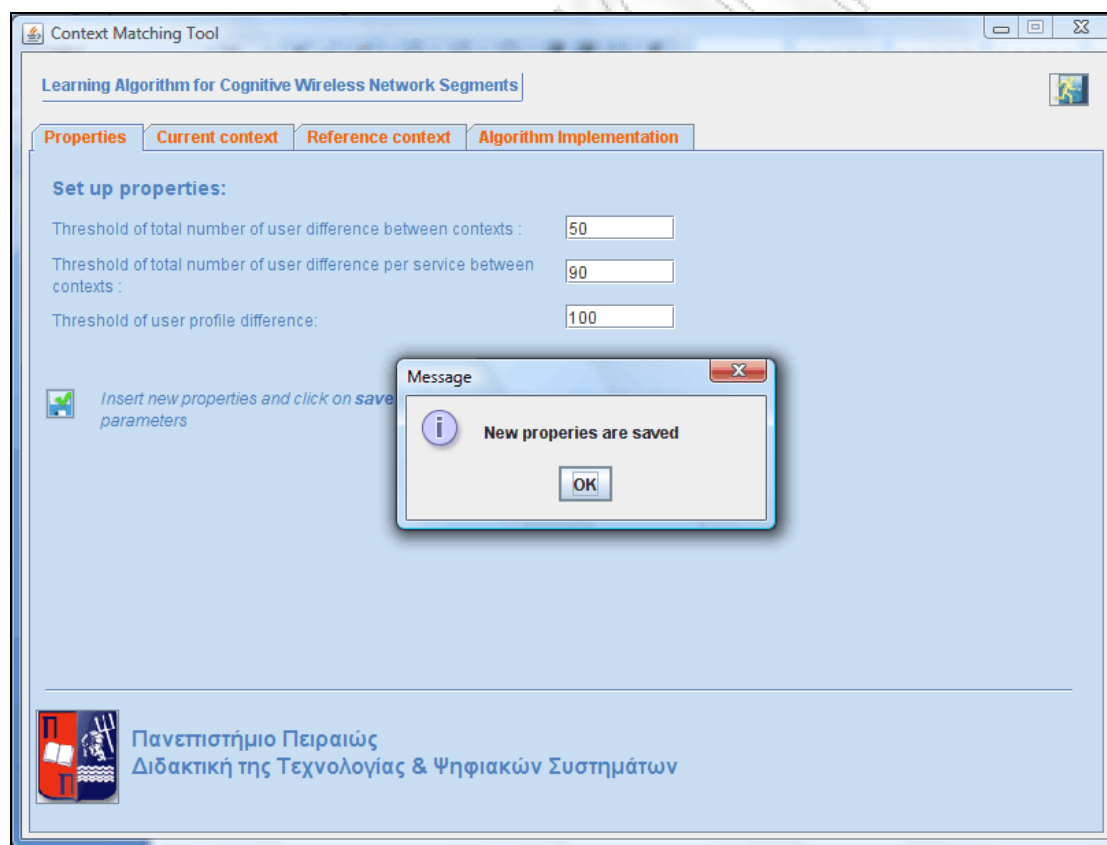 Context Matching Tool
Learning Algorithm for Cognitive Wireless Network Segments
Properties Current context Reference context Algorithm Implementation
Set up properties:
Threshold of total number of user difference between contexts : 50
Threshold of total number of user difference per service between
contexts : 90
Threshold of user profile difference: 100
Message
Insert new properties and click on save
parameters
New properies are saved
OK
Π
Π
Πανεπιστήμιο Πειραιώς
Διδακτική της Τεχνολογίας & Ψηφιακών Συστημάτων